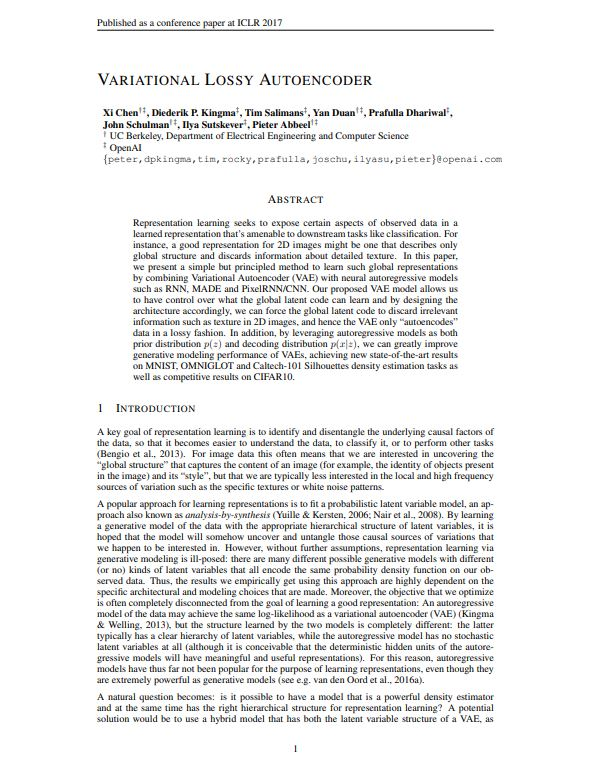 Published as a conference paper at ICLR 2017
VARIATIONAL LOSSY AUTOENCODER
Xi Chen†‡, Diederik P. Kingma‡, Tim Salimans‡, Yan Duan†‡, Prafulla Dhariwal‡,
John Schulman†‡, Ilya Sutskever‡, Pieter Abbeel†‡
† UC Berkeley, Department of Electrical Engineering and Computer Science
‡ OpenAI
{peter,dpkingma,tim,rocky,prafulla,joschu,ilyasu,pieter}@openai.com
ABSTRACT
Representation learning seeks to expose certain aspects of observed data in a
learned representation that's amenable to downstream tasks like classification. For
instance, a good representation for 2D images might be one that describes only
global structure and discards information about detailed texture. In this paper,
we present a simple but principled method to learn such global representations
by combining Variational Autoencoder (VAE) with neural autoregressive models
such as RNN, MADE and PixelRNN/CNN. Our proposed VAE model allows us
to have control over what the global latent code can learn and by designing the
architecture accordingly, we can force the global latent code to discard irrelevant
information such as texture in 2D images, and hence the VAE only “autoencodes”
data in a lossy fashion. In addition, by leveraging autoregressive models as both
prior distribution p(z) and decoding distribution p(x|z), we can greatly improve
generative modeling performance of VAEs, achieving new state-of-the-art results
on MNIST, OMNIGLOT and Caltech-101 Silhouettes density estimation tasks as
well as competitive results on CIFAR10.
1 INTRODUCTION
A key goal of representation learning is to identify and disentangle the underlying causal factors of
the data, so that it becomes easier to understand the data, to classify it, or to perform other tasks
(Bengio et al., 2013). For image data this often means that we are interested in uncovering the
“global structure” that captures the content of an image (for example, the identity of objects present
in the image) and its “style”, but that we are typically less interested in the local and high frequency
sources of variation such as the specific textures or white noise patterns.
A popular approach for learning representations is to fit a probabilistic latent variable model, an ap-
proach also known as analysis-by-synthesis (Yuille & Kersten, 2006; Nair et al., 2008). By learning
a generative model of the data with the appropriate hierarchical structure of latent variables, it is
hoped that the model will somehow uncover and untangle those causal sources of variations that
we happen to be interested in. However, without further assumptions, representation learning via
generative modeling is ill-posed: there are many different possible generative models with different
(or no) kinds of latent variables that all encode the same probability density function on our ob-
served data. Thus, the results we empirically get using this approach are highly dependent on the
specific architectural and modeling choices that are made. Moreover, the objective that we optimize
is often completely disconnected from the goal of learning a good representation: An autoregressive
model of the data may achieve the same log-likelihood as a variational autoencoder (VAE) (Kingma
& Welling, 2013), but the structure learned by the two models is completely different: the latter
typically has a clear hierarchy of latent variables, while the autoregressive model has no stochastic
latent variables at all (although it is conceivable that the deterministic hidden units of the autore-
gressive models will have meaningful and useful representations). For this reason, autoregressive
models have thus far not been popular for the purpose of learning representations, even though they
are extremely powerful as generative models (see e.g. van den Oord et al., 2016a).
A natural question becomes: is it possible to have a model that is a powerful density estimator
and at the same time has the right hierarchical structure for representation learning? A potential
solution would be to use a hybrid model that has both the latent variable structure of a VAE, as
1